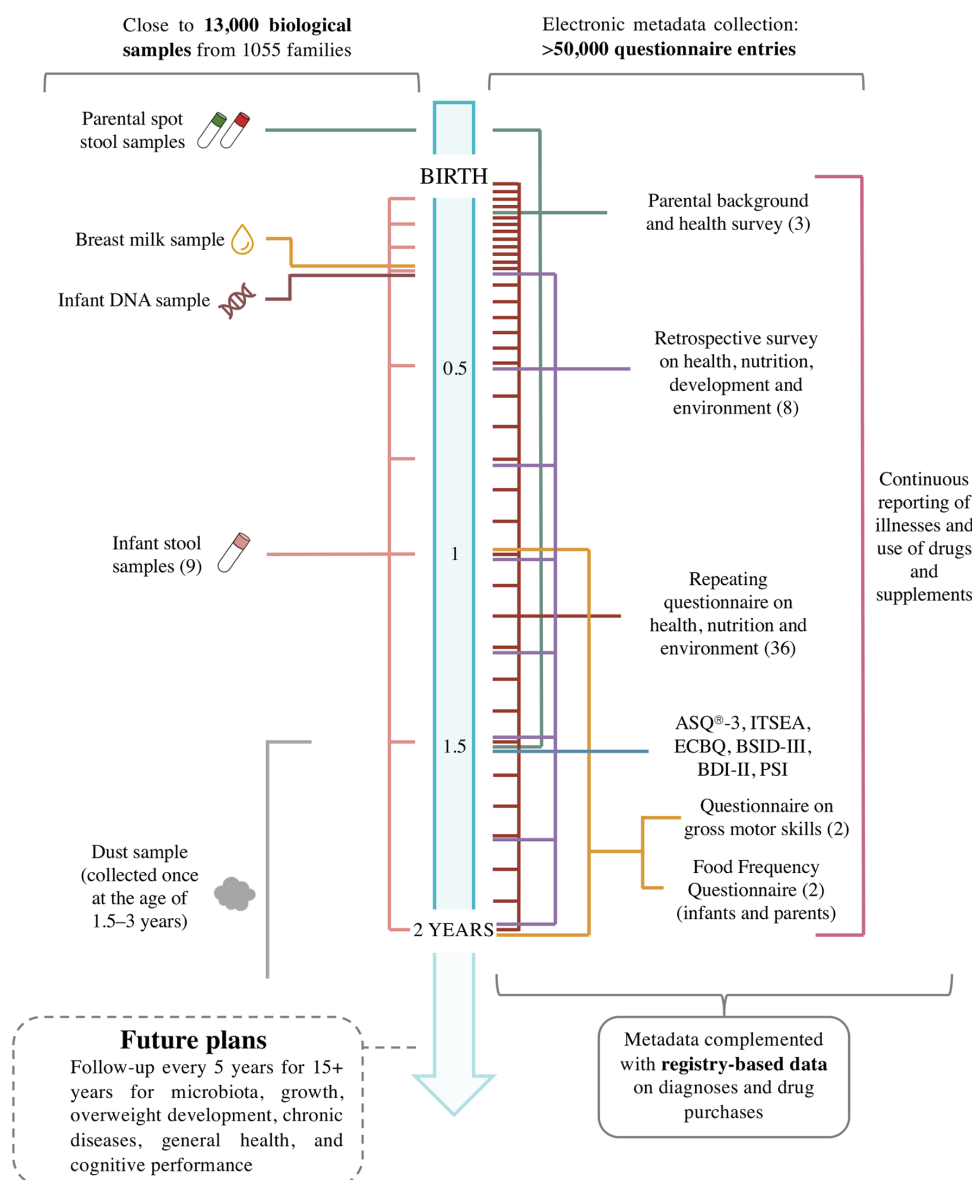 Close to 13,000 biological
samples from 1055 families
Electronic metadata collection:
>50,000 questionnaire entries
Parental spot
stool samples
BIRTH
Parental background
and health survey (3)
Breast milk sample
Infant DNA sample
Retrospective survey
on health, nutrition,
development and
environment (8)
0.5
Continuous
reporting of
illnesses and
use of drugs
and
supplements
Infant stool
samples (9)
1
Repeating
questionnaire on
health, nutrition and
environment (36)
1.5
ASQ®-3, ITSEA,
ECBQ, BSID-III,
BDI-II, PSI
Questionnaire on
gross motor skills (2)
Food Frequency
Questionnaire (2)
(infants and parents)
Dust sample
(collected once
at the age of
1.5–3 years)
2 YEARS
Future plans
Follow-up every 5 years for 15+
years for microbiota, growth,
overweight development, chronic
diseases, general health, and
cognitive performance
Metadata complemented
with registry-based data
on diagnoses and drug
purchases